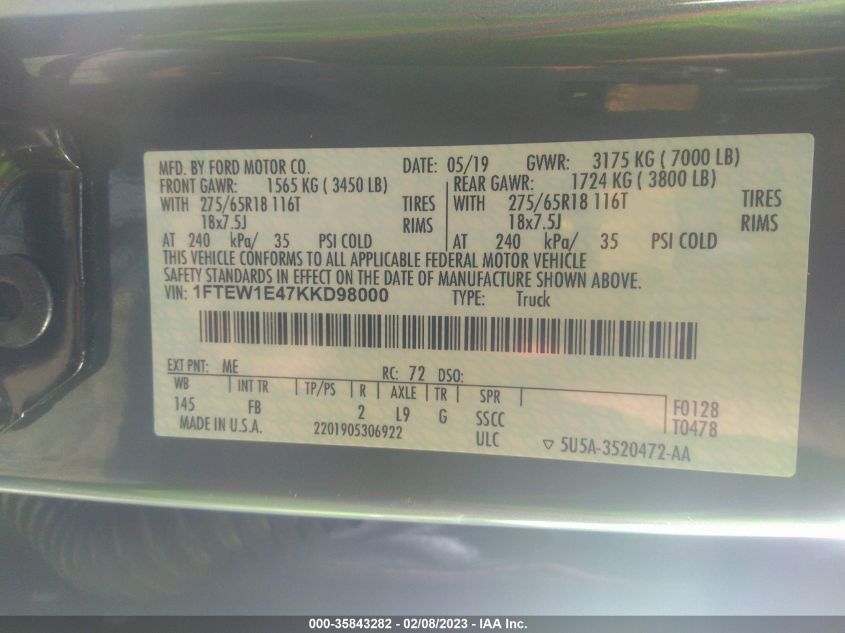 MFD. BY FORD MOTOR CO. DATE: 05/19 GVWR: 3175 KG ( 7000 LB)
FRONT GAWR: 1565 KG ( 3450 LB) REAR GAWR: 1724 KG ( 3800 LB)
WITH 275/65R18 116T TIRES WITH 275/65R18 116T TIRES
18x7.5J RIMS 18x7.5J RIMS
AT 240 kPa/ 35 PSI COLD AT 240 kPa/ 35 PSI COLD
THIS VEHICLE CONFORMS TO ALL APPLICABLE FEDERAL MOTOR VEHICLE
SAFETY STANDARDS IN EFFECT ON THE DATE OF MANUFACTURE SHOWN ABOVE.
VIN: 1FTEW1E47KKD98000 TYPE: Truck
EXT PNT: ME RC: 72 DSO:
WB INT TR TP/PS R AXLE TR SPR
145 FB 2 L9 G SSCC F0128
ULC T0478
MADE IN U.S.A. 2201905306922 5U5A-3520472-AA
000-35843282 - 02/08/2023 - IAA Inc.